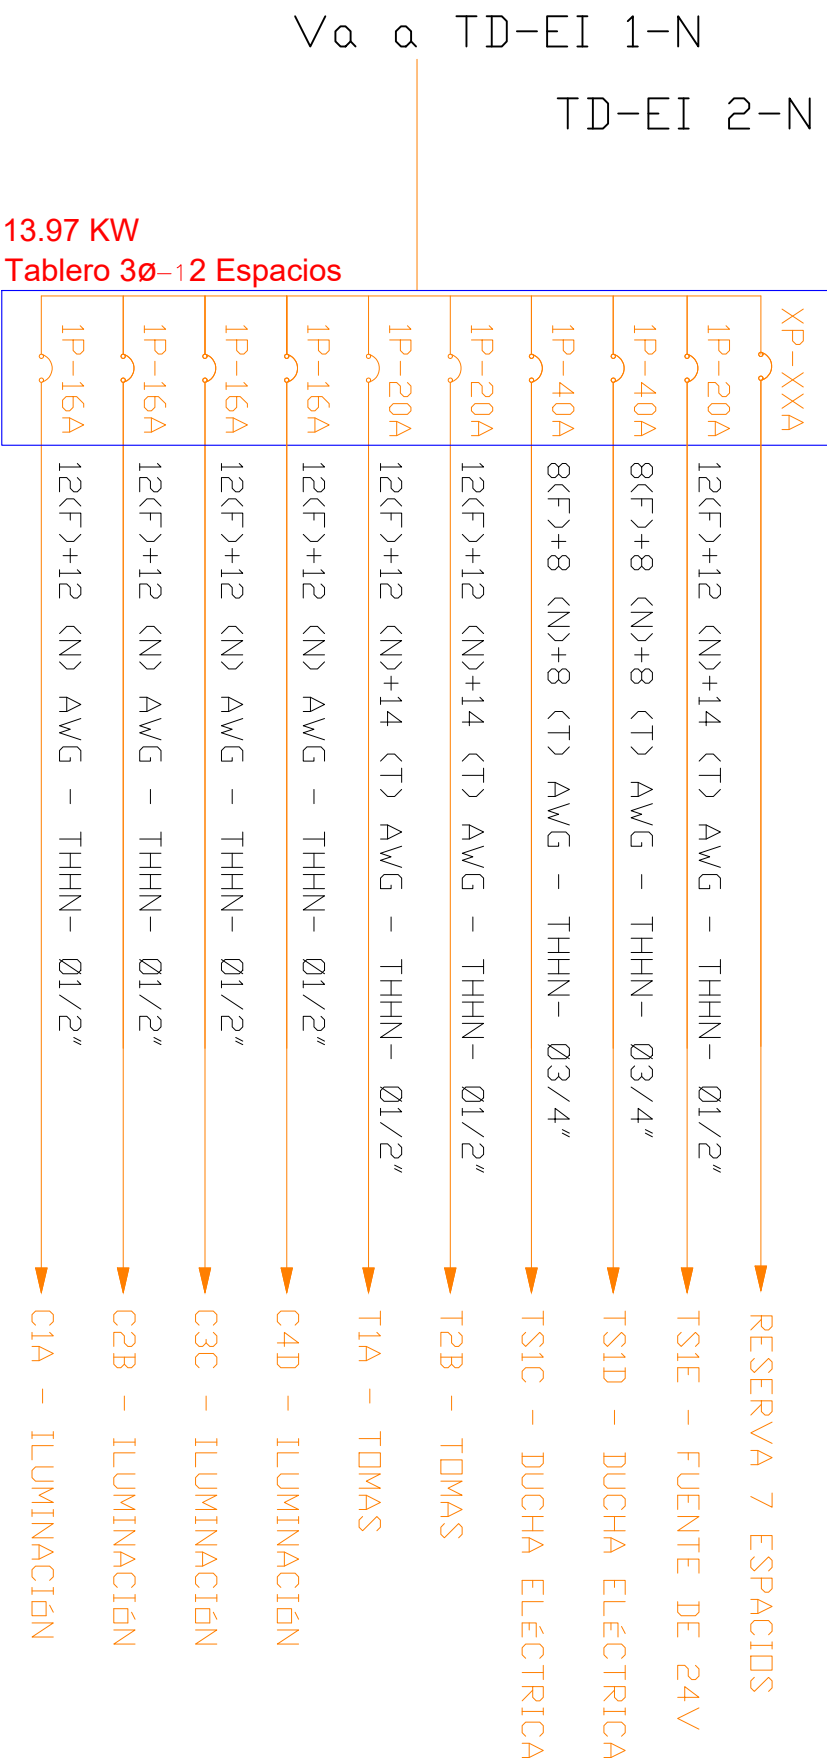 Va a TD-EI 1-N
TD-EI 2-N
13.97 KW
Tablero 3ø-12 Espacios
1P-16A
1P-16A
1P-16A
1P-16A
1P-20A
1P-20A
1P-40A
1P-40A
1P-20A
XP-XXA
12(F)+12 (N) AWG - THHN- Ø1/2"
12(F)+12 (N) AWG - THHN- Ø1/2"
12(F)+12 (N) AWG - THHN- Ø1/2"
12(F)+12 (N) AWG - THHN- Ø1/2"
12(F)+12 (N)+14 (T) AWG - THHN- Ø1/2"
12(F)+12 (N)+14 (T) AWG - THHN- Ø1/2"
8(F)+8 (N)+8 (T) AWG - THHN- Ø3/4"
8(F)+8 (N)+8 (T) AWG - THHN- Ø3/4"
12(F)+12 (N)+14 (T) AWG - THHN- Ø1/2"
C1A - ILUMINACIÓN
C2B - ILUMINACIÓN
C3C - ILUMINACIÓN
C4D - ILUMINACIÓN
T1A - TOMAS
T2B - TOMAS
TS1C - DUCHA ELÉCTRICA
TS1D - DUCHA ELÉCTRICA
TS1E - FUENTE DE 24V
RESERVA 7 ESPACIOS